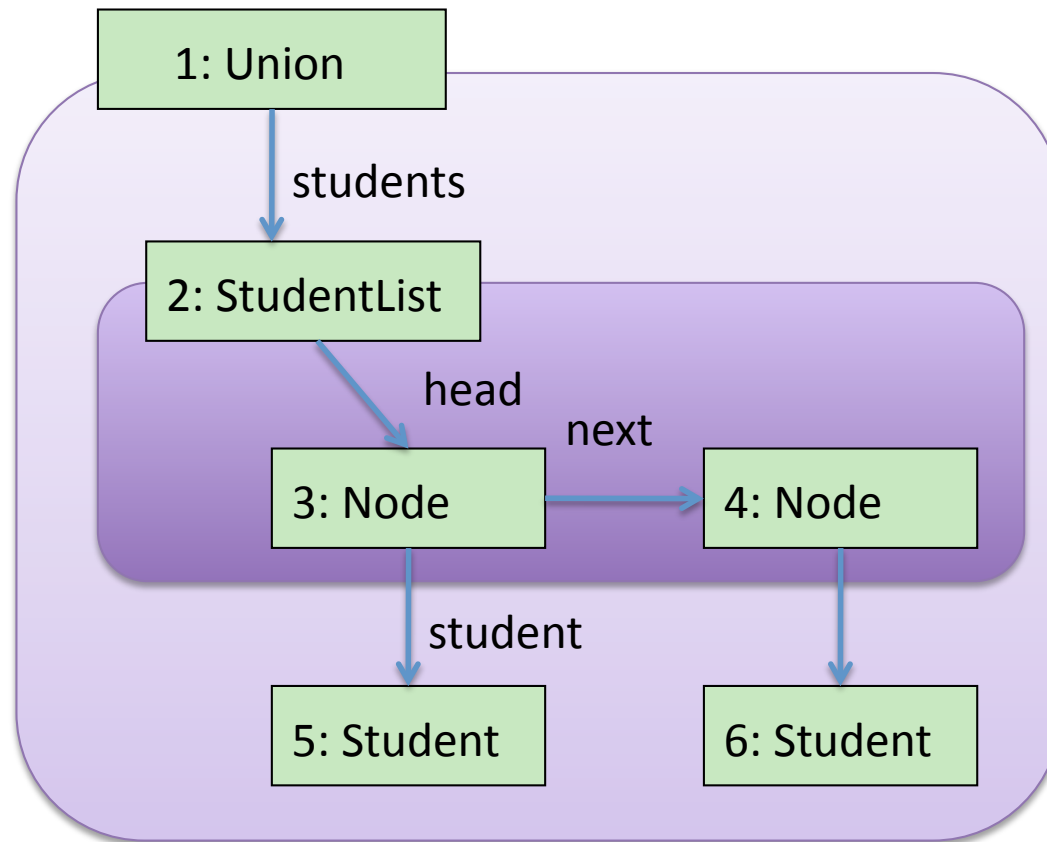 1: Union
students
2: StudentList
head
next
3: Node
4: Node
student
5: Student
6: Student